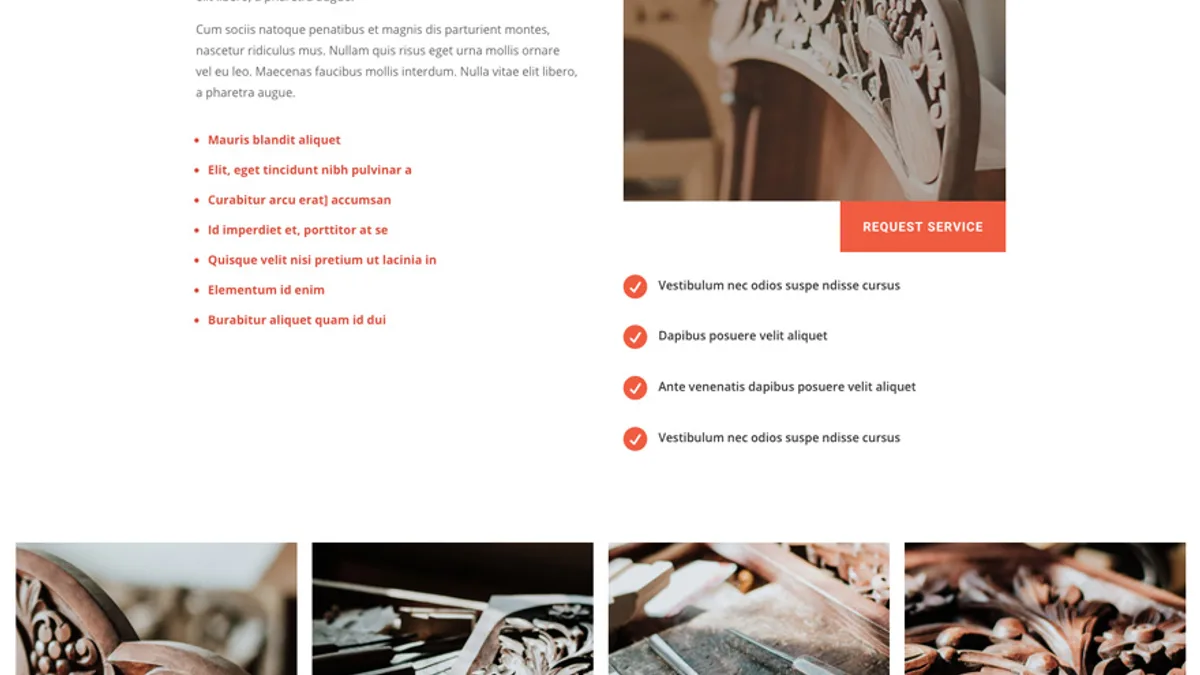 elit libero, a pharetra augue.
Cum sociis natoque penatibus et magnis dis parturient montes,
nascetur ridiculus mus. Nullam quis risus eget urna mollis ornare
vel eu leo. Maecenas faucibus mollis interdum. Nulla vitae elit libero,
a pharetra augue.
• Mauris blandit aliquet
• Elit, eget tincidunt nibh pulvinar a
• Curabitur arcu erat] accumsan
• Id imperdiet et, porttitor at se
• Quisque velit nisi pretium ut lacinia in
• Elementum id enim
• Burabitur aliquet quam id dui
REQUEST SERVICE
Vestibulum nec odios suspe ndisse cursus
Dapibus posuere velit aliquet
Ante venenatis dapibus posuere velit aliquet
Vestibulum nec odios suspe ndisse cursus